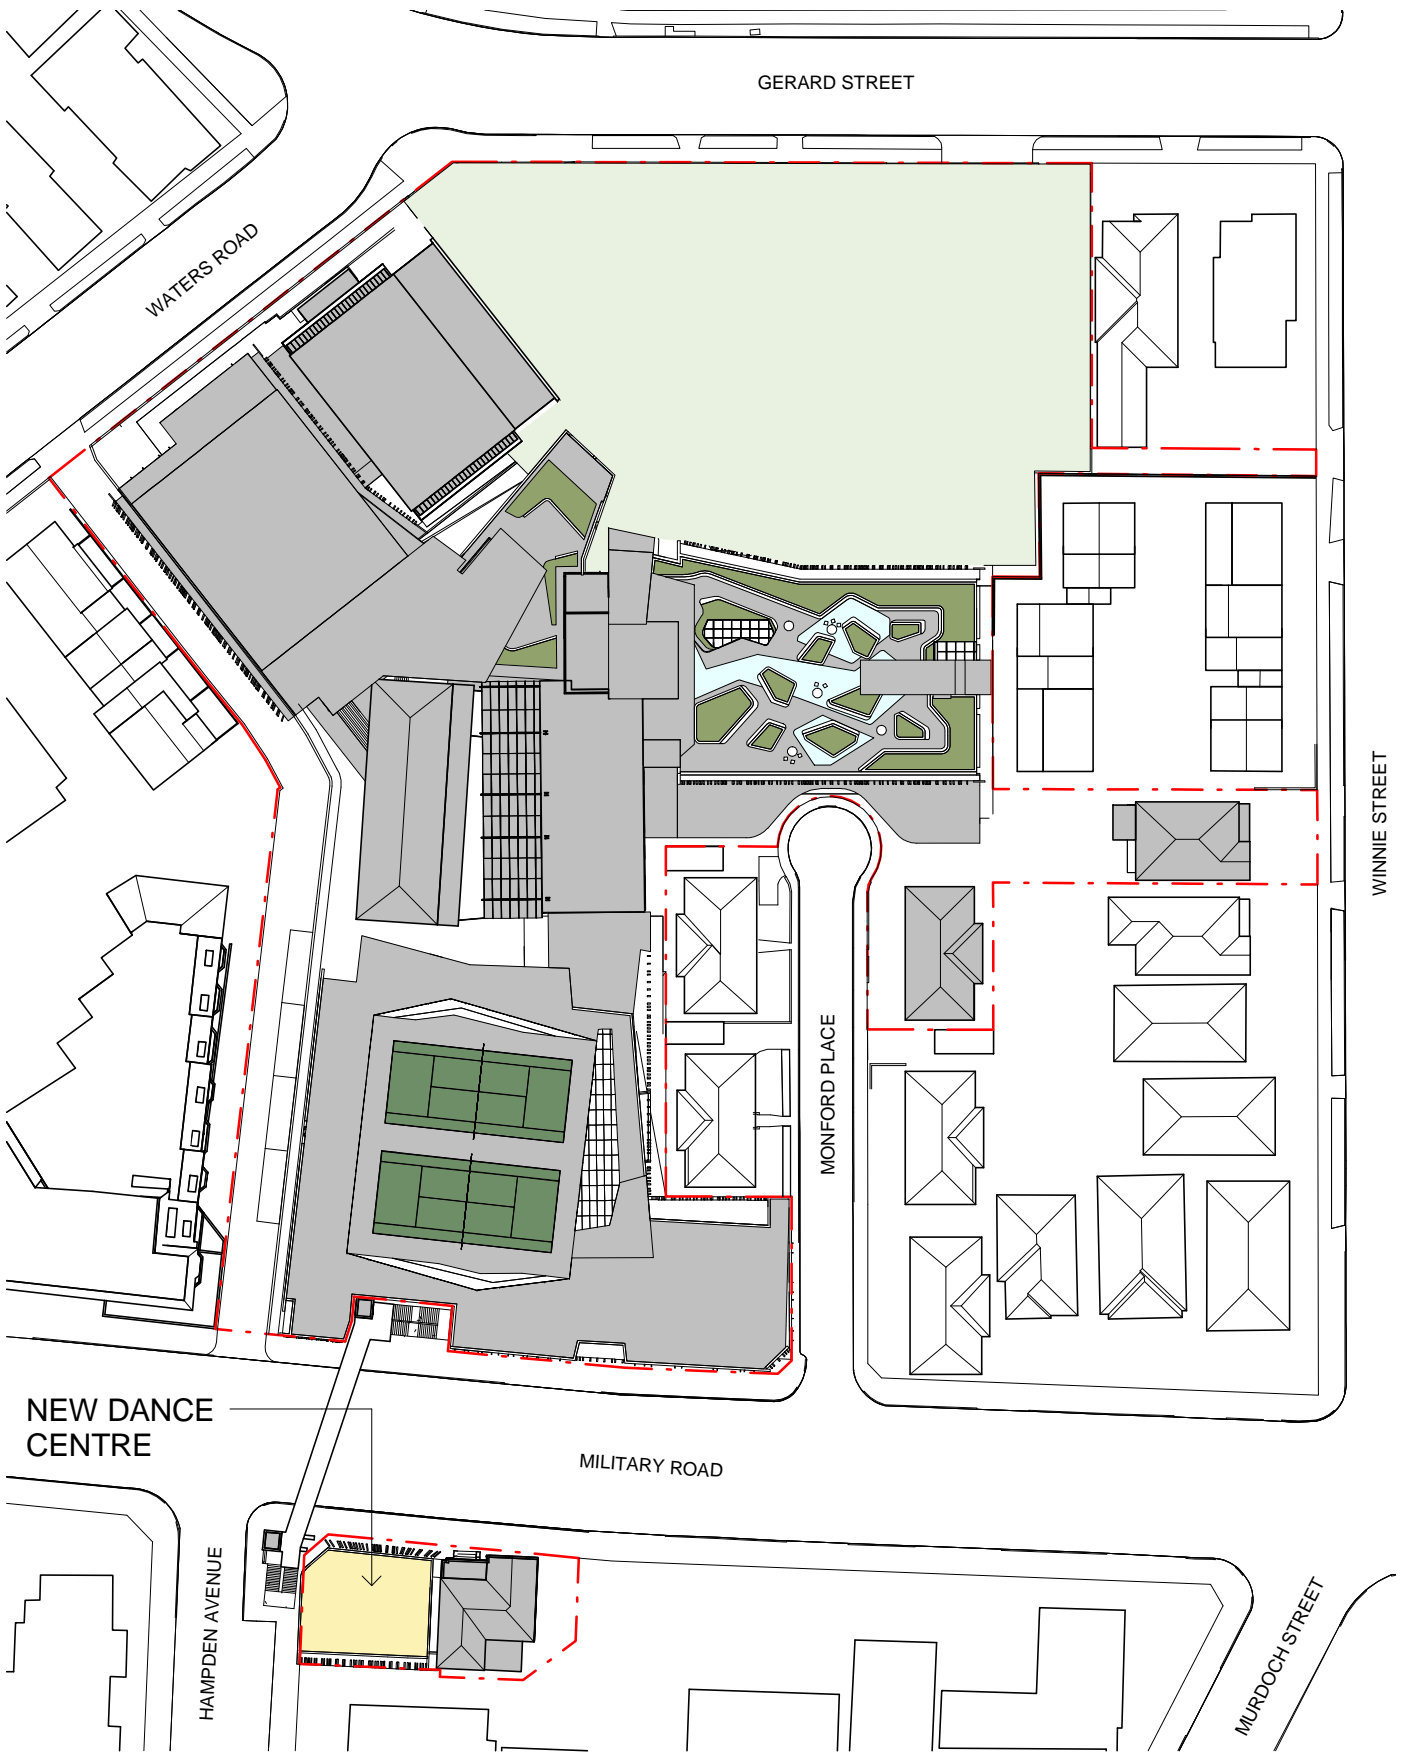 GERARD STREET
WATERS ROAD
WINNIE STREET
MONFORD PLACE
NEW DANCE
CENTRE
MILITARY ROAD
HAMPDEN AVENUE
MURDOCH STREET